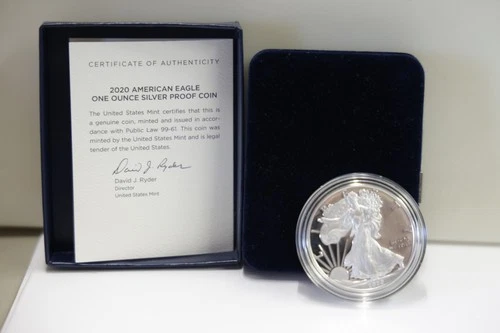 CERTIFICATE OF AUTHENTICITY
2020 AMERICAN EAGLE
ONE OUNCE SILVER PROOF COIN
The United States Mint certifies that this is
a genuine coin, minted and issued in accor-
dance with Public Law 99-61. This coin was
minted by the United States Mint and is legal
tender of the United States.
David J. Ryder
David J. Ryder
Director
United States Mint